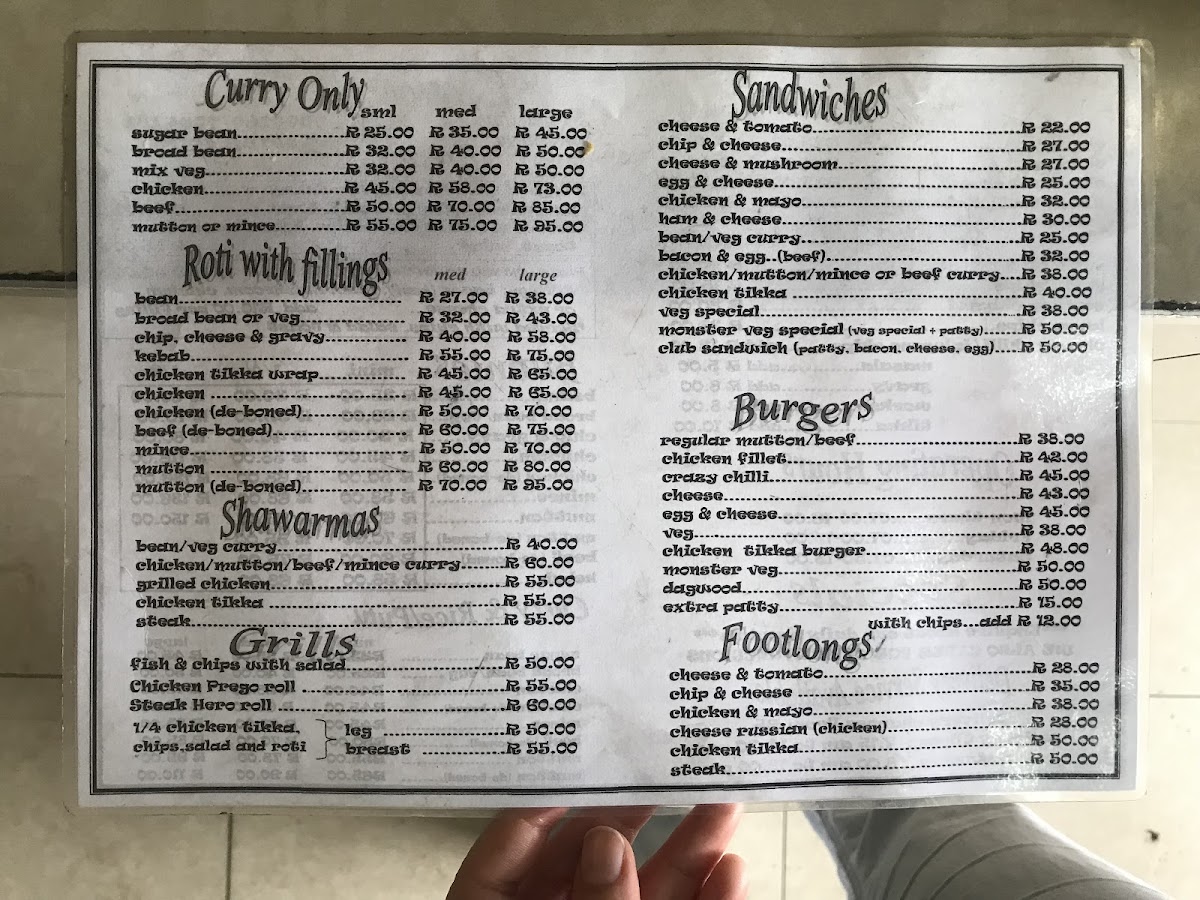 Curry Only
sml med large
sugar bean.....................R 25.00 R 35.00 R 45.00
broad bean.....................R 32.00 R 40.00 R 50.00
mix veg...........................R 32.00 R 40.00 R 50.00
chicken...........................R 45.00 R 58.00 R 73.00
beef.................................R 50.00 R 70.00 R 85.00
mutton or mince.............R 55.00 R 75.00 R 95.00
Roti with fillings
med large
bean............................................. R 27.00 R 38.00
broad bean or veg..................... R 32.00 R 43.00
chip, cheese & gravy................ R 40.00 R 58.00
kebab........................................... R 55.00 R 75.00
chicken tikka wrap.................. R 45.00 R 65.00
chicken ....................................... R 45.00 R 65.00
chicken (de-boned)..................... R 50.00 R 70.00
beef (de-boned)........................... R 60.00 R 75.00
mince........................................... R 50.00 R 70.00
mutton ....................................... R 60.00 R 80.00
mutton (de-boned)..................... R 70.00 R 95.00
Shawarmas
bean/veg curry.............................................R 40.00
chicken/mutton/beef/mince curry........R 60.00
grilled chicken..............................................R 55.00
chicken tikka ..............................................R 55.00
steak..............................................................R 55.00
Grills
fish & chips with salad...............................R 50.00
Chicken Prego roll .......................................R 55.00
Steak Hero roll .............................................R 60.00
1/4 chicken tikka,
chips,salad and roti
leg ...........................R 50.00
breast ................R 55.00
Sandwiches
cheese & tomato..........................................R 22.00
chip & cheese................................................R 27.00
cheese & mushroom.....................................R 27.00
egg & cheese..................................................R 25.00
chicken & mayo............................................R 32.00
ham & cheese................................................R 30.00
bean/veg curry.............................................R 25.00
bacon & egg..(beef).......................................R 32.00
chicken/mutton/mince or beef curry....R 38.00
chicken tikka ..............................................R 40.00
veg special.....................................................R 38.00
monster veg special (veg special + patty).......R 50.00
club sandwich (patty, bacon, cheese, egg).....R 50.00
Burgers
regular mutton/beef.................................R 38.00
chicken fillet..............................................R 42.00
crazy chilli...................................................R 45.00
cheese.............................................................R 43.00
egg & cheese..................................................R 45.00
veg...................................................................R 38.00
chicken tikka burger...............................R 48.00
monster veg..................................................R 50.00
dagwood.........................................................R 50.00
extra patty..................................................R 15.00
with chips...add R 12.00
Footlongs
cheese & tomato..........................................R 28.00
chip & cheese ...............................................R 35.00
chicken & mayo............................................R 38.00
cheese russian (chicken).............................R 28.00
chicken tikka..............................................R 50.00
steak..............................................................R 50.00